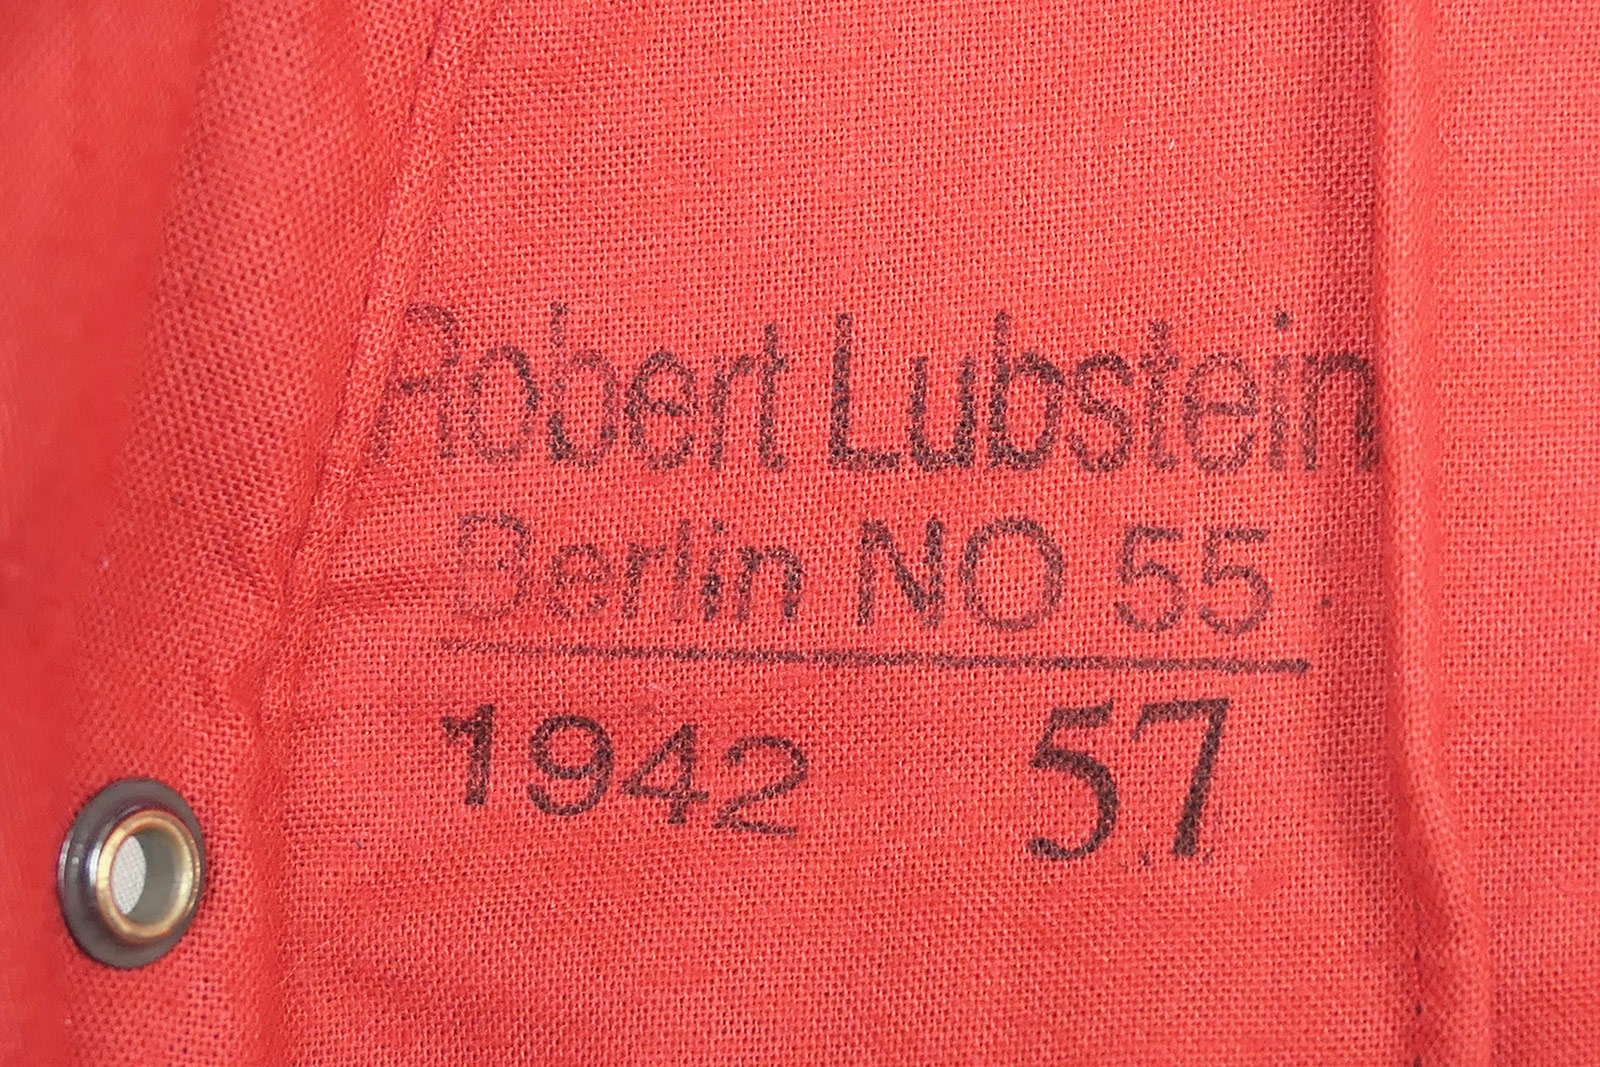 Robert Lubstein
Berlin NO 55
1942 57